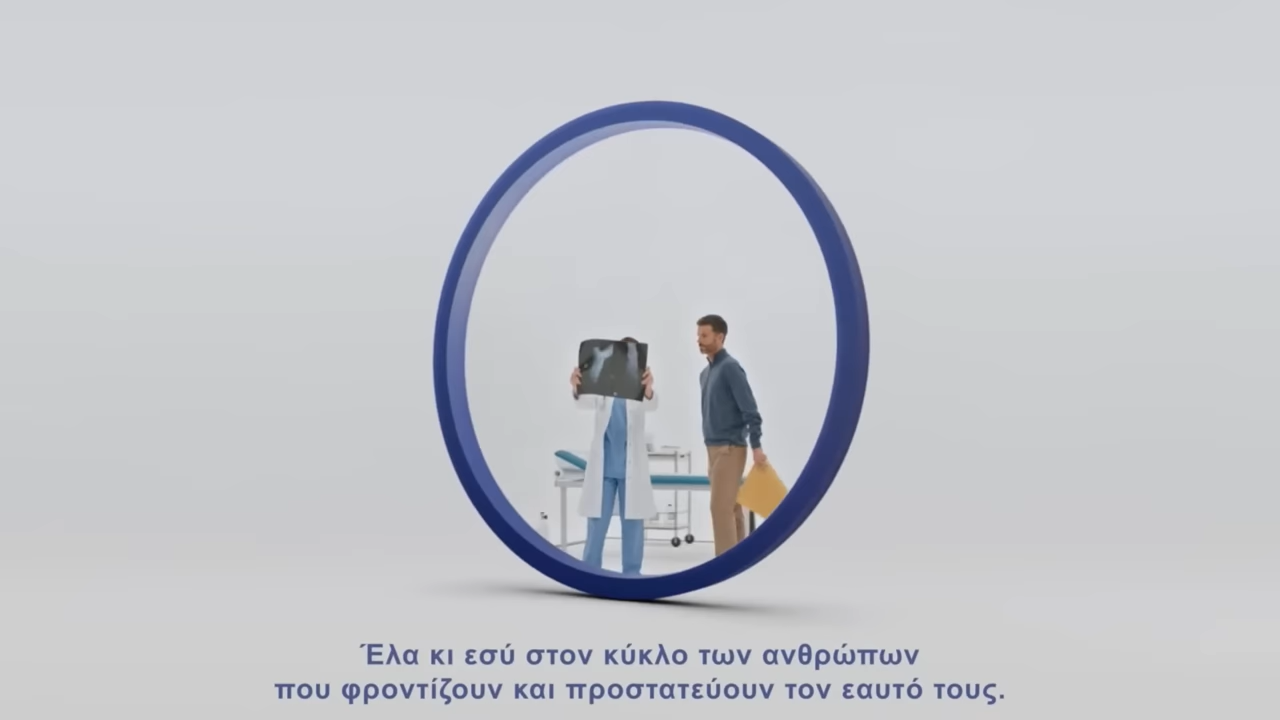 Έλα κι εσύ στον κύκλο των ανθρώπων
που φροντίζουν και προστατεύουν τον εαυτό τους.